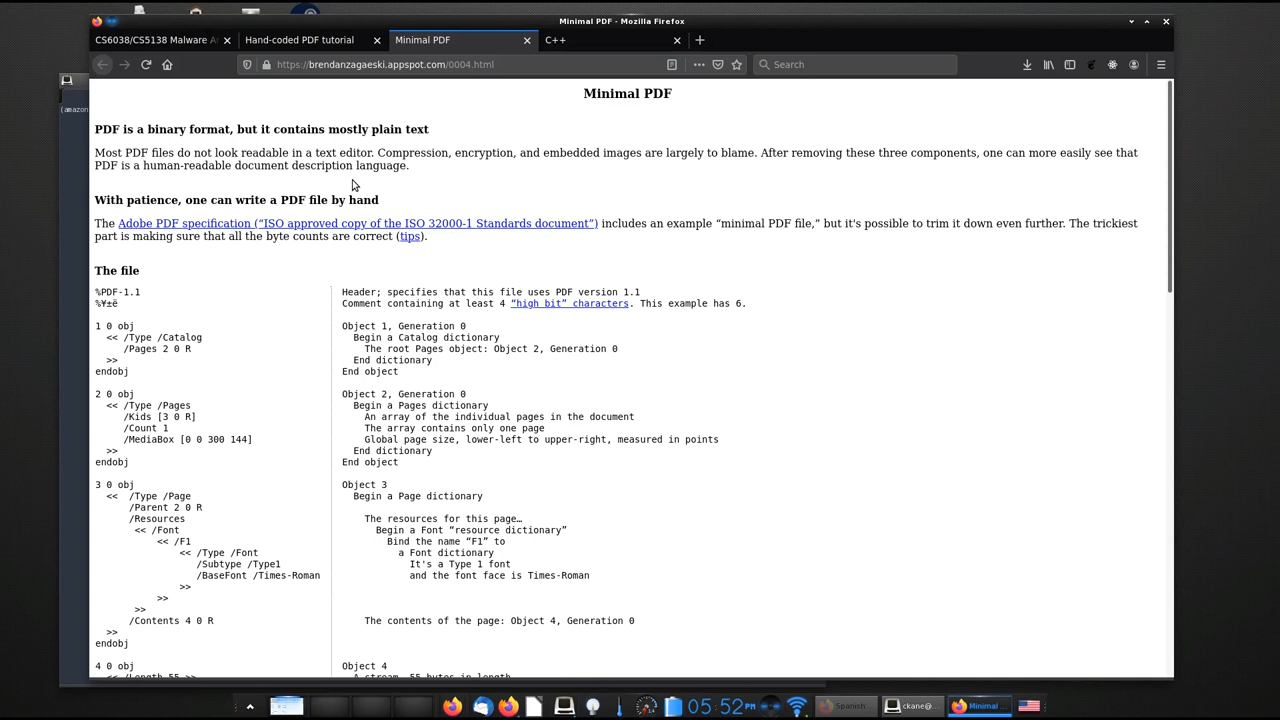 Minimal PDF - Mozilla Firefox
CS6038/CS5138 Malware A
Hand-coded PDF tutorial
Minimal PDF
C++
https://brendanzagaeski.appspot.com/0004.html
Search
(amazon
Minimal PDF
PDF is a binary format, but it contains mostly plain text
Most PDF files do not look readable in a text editor. Compression, encryption, and embedded images are largely to blame. After removing these three components, one can more easily see that
PDF is a human-readable document description language.
With patience, one can write a PDF file by hand
The Adobe PDF specification (“ISO approved copy of the ISO 32000-1 Standards document”) includes an example “minimal PDF file,” but it's possible to trim it down even further. The trickiest
part is making sure that all the byte counts are correct (tips).
The file
%PDF-1.1 Header; specifies that this file uses PDF version 1.1
%¥±ë Comment containing at least 4 “high bit” characters. This example has 6.
1 0 obj Object 1, Generation 0
<< /Type /Catalog Begin a Catalog dictionary
/Pages 2 0 R The root Pages object: Object 2, Generation 0
>> End dictionary
endobj End object
2 0 obj Object 2, Generation 0
<< /Type /Pages Begin a Pages dictionary
/Kids [3 0 R] An array of the individual pages in the document
/Count 1 The array contains only one page
/MediaBox [0 0 300 144] Global page size, lower-left to upper-right, measured in points
>> End dictionary
endobj End object
3 0 obj Object 3
<< /Type /Page Begin a Page dictionary
/Parent 2 0 R
/Resources The resources for this page…
<< /Font Begin a Font “resource dictionary”
<< /F1 Bind the name “F1” to
<< /Type /Font a Font dictionary
/Subtype /Type1 It's a Type 1 font
/BaseFont /Times-Roman and the font face is Times-Roman
>>
>>
>>
/Contents 4 0 R The contents of the page: Object 4, Generation 0
>>
endobj
4 0 obj Object 4
<< /Length 55 >> A stream, 55 bytes in length
05:52 PM
Spanish...
ckane@...
Minimal ...